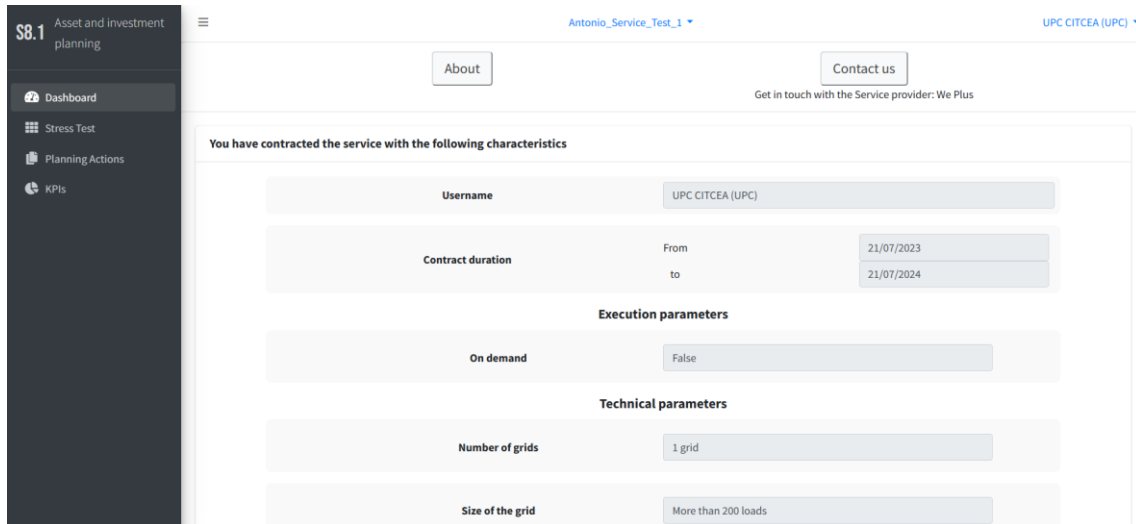 S8.1
Asset and investment
planning
Antonio_Service_Test_1
UPC CITCEA (UPC)
About
Contact us
Get in touch with the Service provider: We Plus
Dashboard
Stress Test
Planning Actions
KPIs
You have contracted the service with the following characteristics
Username
UPC CITCEA (UPC)
Contract duration
From
21/07/2023
to
21/07/2024
Execution parameters
On demand
False
Technical parameters
Number of grids
1 grid
Size of the grid
More than 200 loads